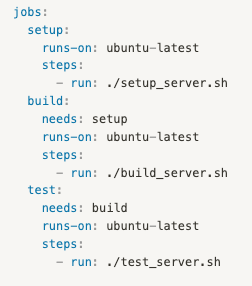 jobs:
  setup:
    runs-on: ubuntu-latest
    steps:
      - run: ./setup_server.sh
  build:
    needs: setup
    runs-on: ubuntu-latest
    steps:
      - run: ./build_server.sh
  test:
    needs: build
    runs-on: ubuntu-latest
    steps:
      - run: ./test_server.sh